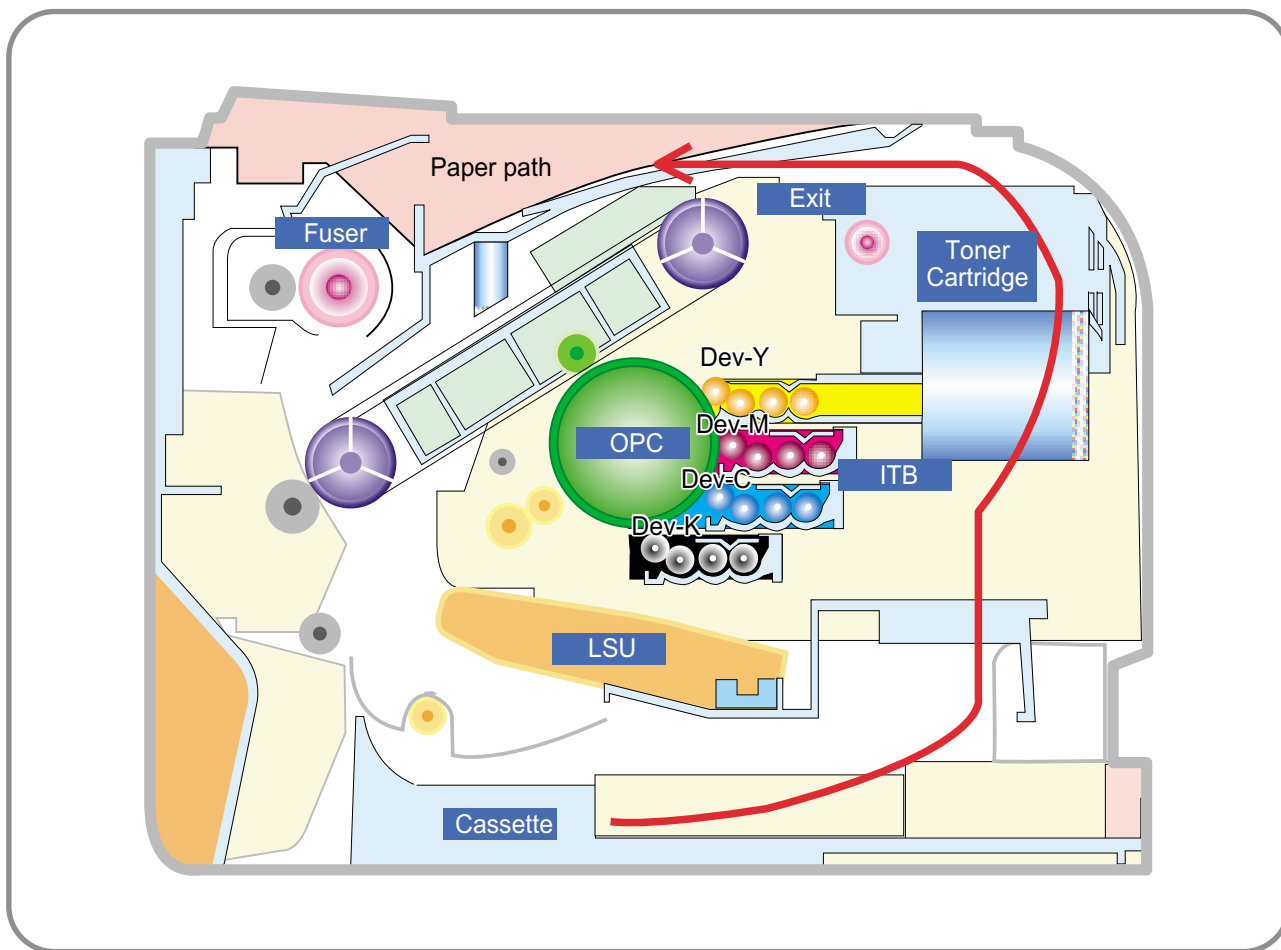 Paper path
Exit
Fuser
Toner
Cartridge
Dev-Y
Dev-M
OPC
ITB
Dev-C
Dev-K
LSU
Cassette